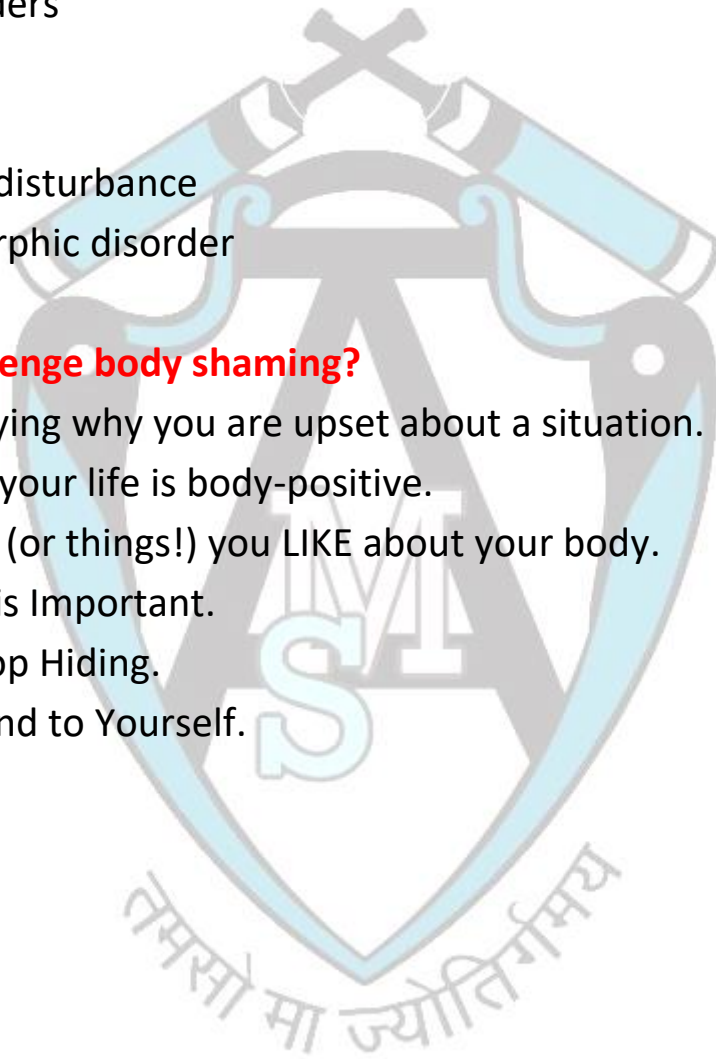 ders
disturbance
rphic disorder
enge body shaming?
ying why you are upset about a situation.
your life is body-positive.
(or things!) you LIKE about your body.
is Important.
op Hiding.
nd to Yourself.
A
M
S
तमसो मा ज्योतिर्गमय